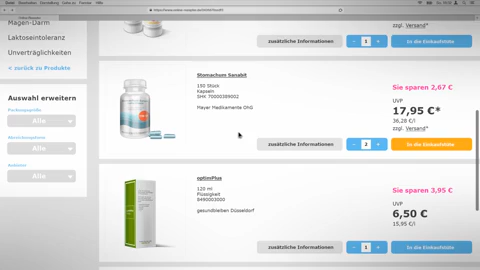 Magen-Darm
Laktoseintoleranz
Unverträglichkeiten
< zurück zu Produkte
Auswahl erweitern
Alle
Alle
Alle
zusätzliche Informationen
- 1 +
zzgl. Versand*
In die Einkaufstüte
Stomachum Sanabit
150 Stück
Kapseln
Meyer Medikamente OHG
Sie sparen 2,67 €
UVP
17,95 €*
36,28 €/1
zzgl. Versand*
zusätzliche Informationen
- 2 +
In die Einkaufstüte
optimPlus
120 ml
Flüssigkeit
8490003000
gesundbleiben Düsseldorf
Sie sparen 3,95 €
UVP
6,50 €
15,95 €/1
zusätzliche Informationen
- 1 +
In die Einkaufstüte